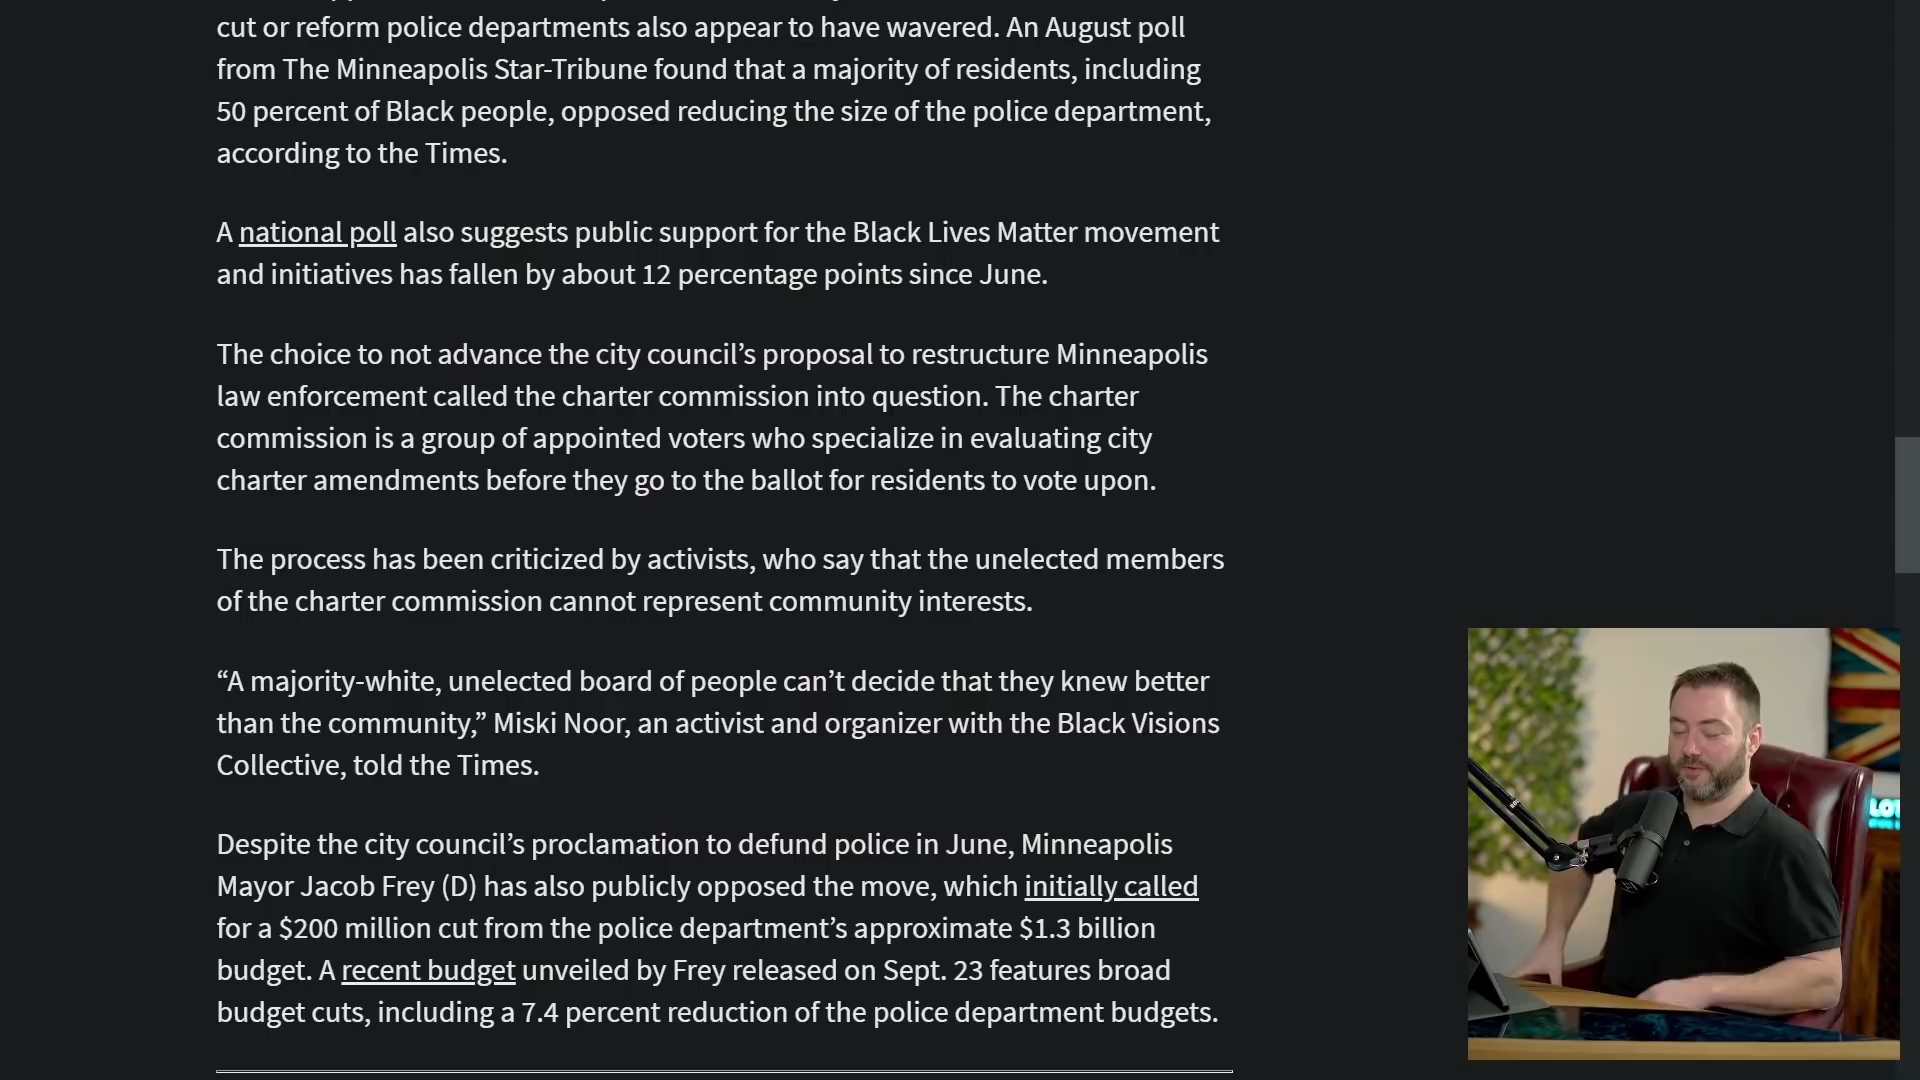 cut or reform police departments also appear to have wavered. An August poll
from The Minneapolis Star-Tribune found that a majority of residents, including
50 percent of Black people, opposed reducing the size of the police department,
according to the Times.
A national poll also suggests public support for the Black Lives Matter movement
and initiatives has fallen by about 12 percentage points since June.
The choice to not advance the city council’s proposal to restructure Minneapolis
law enforcement called the charter commission into question. The charter
commission is a group of appointed voters who specialize in evaluating city
charter amendments before they go to the ballot for residents to vote upon.
The process has been criticized by activists, who say that the unelected members
of the charter commission cannot represent community interests.
“A majority-white, unelected board of people can’t decide that they knew better
than the community,” Miski Noor, an activist and organizer with the Black Visions
Collective, told the Times.
Despite the city council’s proclamation to defund police in June, Minneapolis
Mayor Jacob Frey (D) has also publicly opposed the move, which initially called
for a $200 million cut from the police department’s approximate $1.3 billion
budget. A recent budget unveiled by Frey released on Sept. 23 features broad
budget cuts, including a 7.4 percent reduction of the police department budgets.